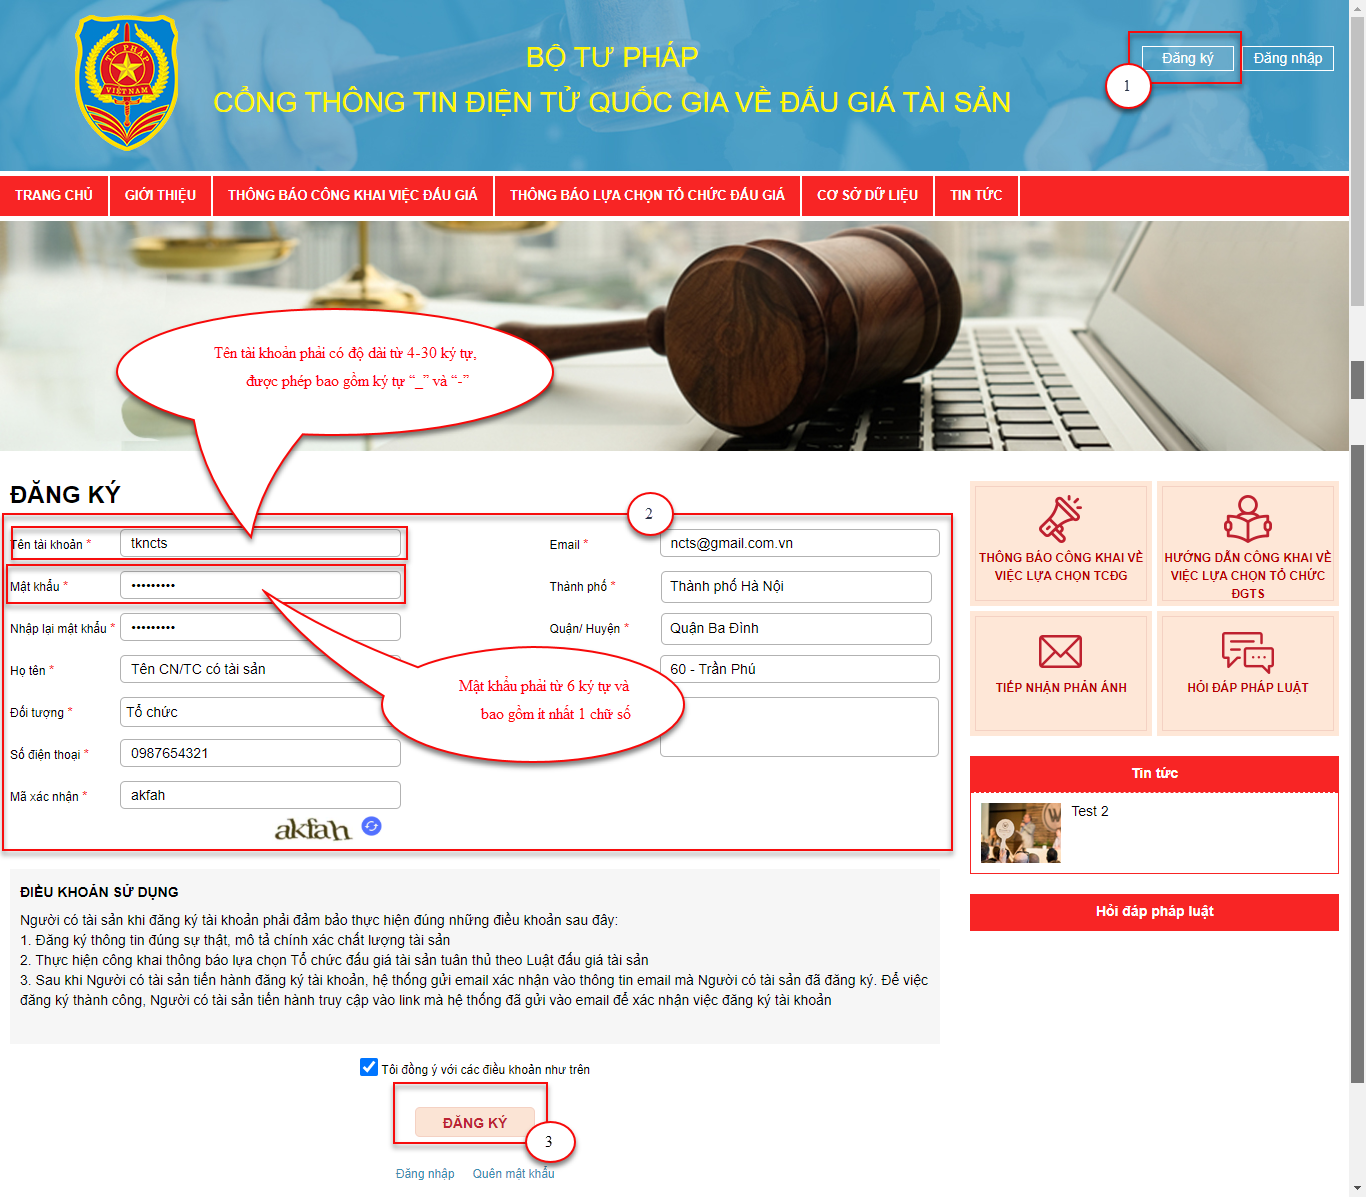 TƯ PHÁP
VIỆT NAM
BỘ TƯ PHÁP
CỔNG THÔNG TIN ĐIỆN TỬ QUỐC GIA VỀ ĐẤU GIÁ TÀI SẢN
Đăng ký
Đăng nhập
1
TRANG CHỦ
GIỚI THIỆU
THÔNG BÁO CÔNG KHAI VIỆC ĐẤU GIÁ
THÔNG BÁO LỰA CHỌN TỔ CHỨC ĐẤU GIÁ
CƠ SỞ DỮ LIỆU
TIN TỨC
Tên tài khoản phải có độ dài từ 4-30 ký tự,
được phép bao gồm ký tự “_” và “-”
ĐĂNG KÝ
2
Tên tài khoản *
tkncts
Mật khẩu *
•••••••••
Nhập lại mật khẩu *
•••••••••
Họ tên *
Tên CN/TC có tài sản
Đối tượng *
Tổ chức
Số điện thoại *
0987654321
Mã xác nhận *
akfah
akfah
Email *
ncts@gmail.com.vn
Thành phố *
Thành phố Hà Nội
Quận/ Huyện *
Quận Ba Đình
60 - Trần Phú
Mật khẩu phải từ 6 ký tự và
bao gồm ít nhất 1 chữ số
THÔNG BÁO CÔNG KHAI VỀ
VIỆC LỰA CHỌN TCĐG
HƯỚNG DẪN CÔNG KHAI VỀ
VIỆC LỰA CHỌN TỔ CHỨC
ĐGTS
TIẾP NHẬN PHẢN ÁNH
HỎI ĐÁP PHÁP LUẬT
Tin tức
Test 2
Hỏi đáp pháp luật
ĐIỀU KHOẢN SỬ DỤNG
Người có tài sản khi đăng ký tài khoản phải đảm bảo thực hiện đúng những điều khoản sau đây:
1. Đăng ký thông tin đúng sự thật, mô tả chính xác chất lượng tài sản
2. Thực hiện công khai thông báo lựa chọn Tổ chức đấu giá tài sản tuân thủ theo Luật đấu giá tài sản
3. Sau khi Người có tài sản tiến hành đăng ký tài khoản, hệ thống gửi email xác nhận vào thông tin email mà Người có tài sản đã đăng ký. Để việc
đăng ký thành công, Người có tài sản tiến hành truy cập vào link mà hệ thống đã gửi vào email để xác nhận việc đăng ký tài khoản
Tôi đồng ý với các điều khoản như trên
ĐĂNG KÝ
3
Đăng nhập
Quên mật khẩu